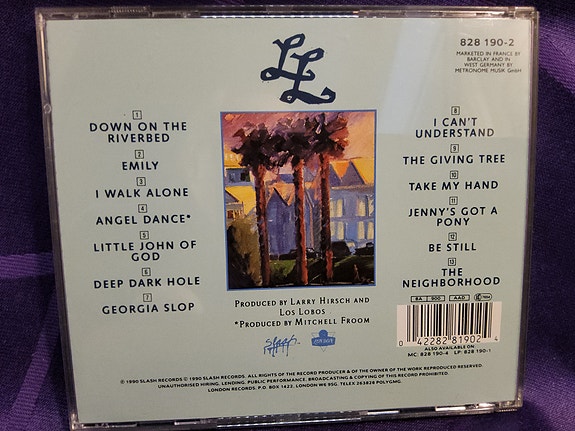 LL
828 190-2
MARKETED IN FRANCE BY
BARCLAY AND IN
WEST GERMANY BY
METRONOME MUSIK GmbH
1
DOWN ON THE
RIVERBED
2
EMILY
3
I WALK ALONE
4
ANGEL DANCE*
5
LITTLE JOHN OF
GOD
6
DEEP DARK HOLE
7
GEORGIA SLOP
8
I CAN'T
UNDERSTAND
9
THE GIVING TREE
10
TAKE MY HAND
11
JENNY'S GOT A
PONY
12
BE STILL
13
THE
NEIGHBORHOOD
PRODUCED BY LARRY HIRSCH AND
LOS LOBOS
*PRODUCED BY MITCHELL FROOM
Slash
LONDON
BA 900 AAD
0 42282 81902 4
ALSO AVAILABLE ON
MC: 828 190-4 LP: 828 190-1
℗ 1990 SLASH RECORDS © 1990 SLASH RECORDS. ALL RIGHTS OF THE RECORD PRODUCER & OF THE OWNER OF THE WORK REPRODUCED RESERVED.
UNAUTHORISED HIRING, LENDING, PUBLIC PERFORMANCE, BROADCASTING & COPYING OF THIS RECORD PROHIBITED.
LONDON RECORDS. P.O. BOX 1422, LONDON W6 9SG. TELEX 263828 POLYGMG.